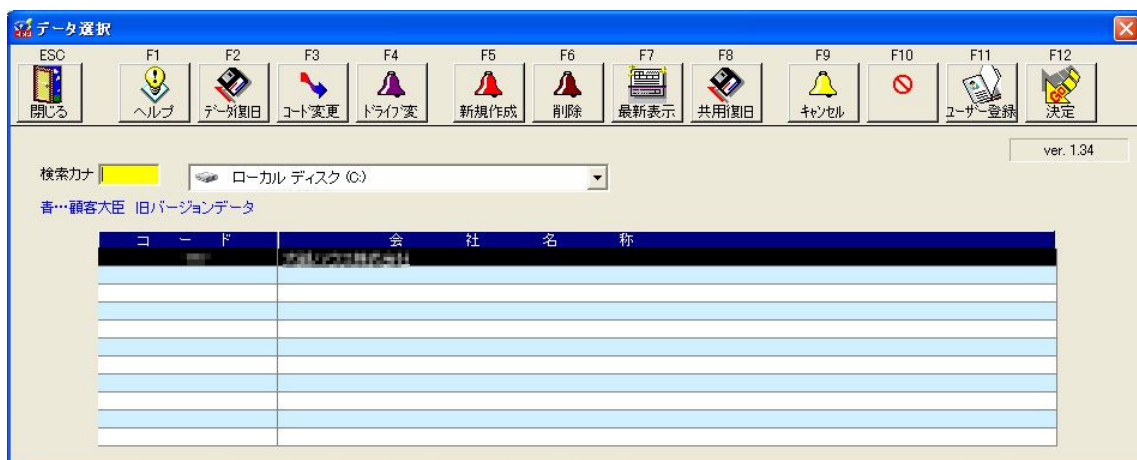 データ選択
ESC F1 F2 F3 F4 F5 F6 F7 F8 F9 F10 F11 F12
閉じる ヘルプ データ復旧 コード変更 ドライブ変 新規作成 削除 最新表示 共用復旧 キャンセル ユーザー登録 決定
ver. 1.34
検索カナ ローカル ディスク (C:)
青…顧客大臣 旧バージョンデータ
コード 会社名称